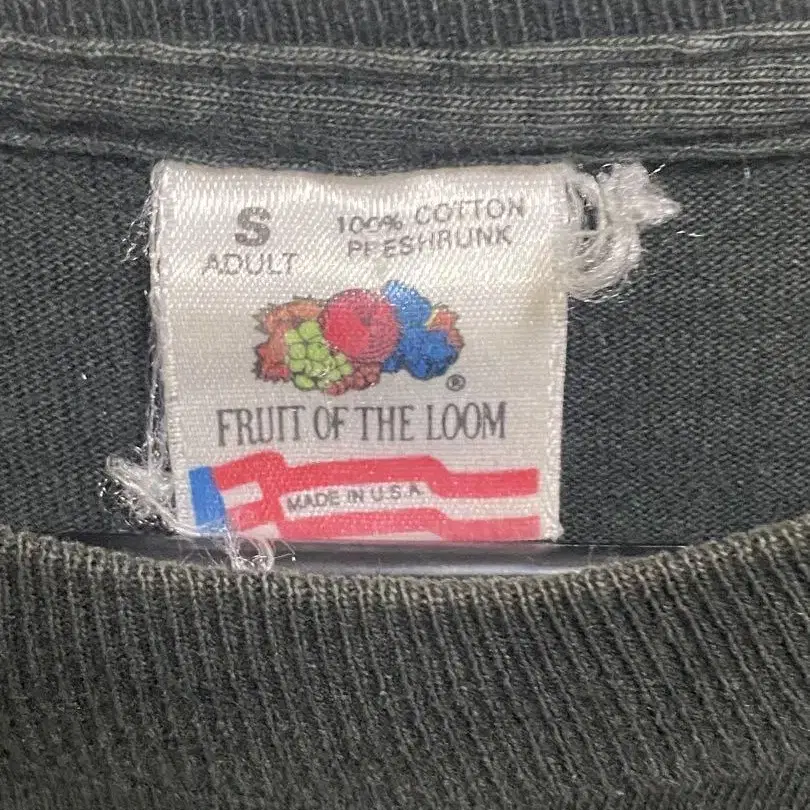 S
ADULT
100% COTTON
PRESHRUNK
®
FRUIT OF THE LOOM
MADE IN U.S.A.